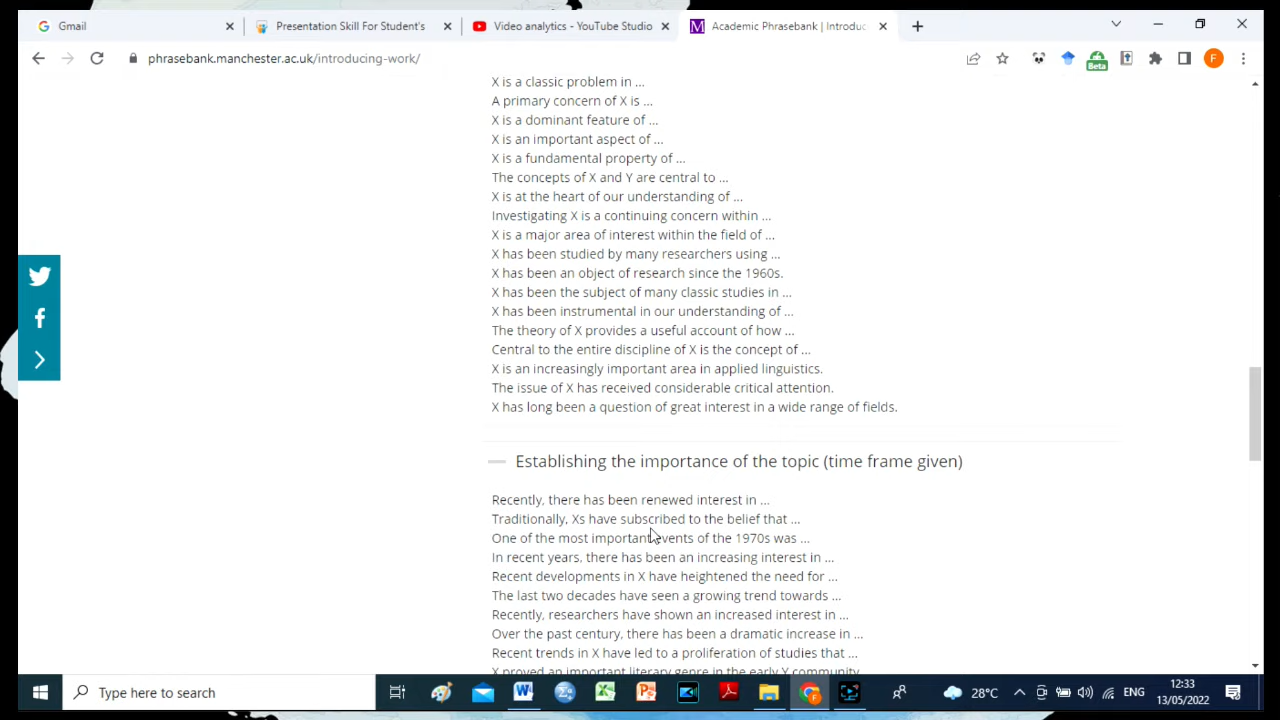 Gmail
Presentation Skill For Student's
Video analytics - YouTube Studio
Academic Phrasebank | Introduc
phrasebank.manchester.ac.uk/introducing-work/
Beta
F
X is a classic problem in ...
A primary concern of X is ...
X is a dominant feature of ...
X is an important aspect of ...
X is a fundamental property of ...
The concepts of X and Y are central to ...
X is at the heart of our understanding of ...
Investigating X is a continuing concern within ...
X is a major area of interest within the field of ...
X has been studied by many researchers using ...
X has been an object of research since the 1960s.
X has been the subject of many classic studies in ...
X has been instrumental in our understanding of ...
The theory of X provides a useful account of how ...
Central to the entire discipline of X is the concept of ...
X is an increasingly important area in applied linguistics.
The issue of X has received considerable critical attention.
X has long been a question of great interest in a wide range of fields.
Establishing the importance of the topic (time frame given)
Recently, there has been renewed interest in ...
Traditionally, Xs have subscribed to the belief that ...
One of the most important events of the 1970s was ...
In recent years, there has been an increasing interest in ...
Recent developments in X have heightened the need for ...
The last two decades have seen a growing trend towards ...
Recently, researchers have shown an increased interest in ...
Over the past century, there has been a dramatic increase in ...
Recent trends in X have led to a proliferation of studies that ...
X proved an important literary genre in the early Y community.
Type here to search
28°C
ENG
12:33
13/05/2022